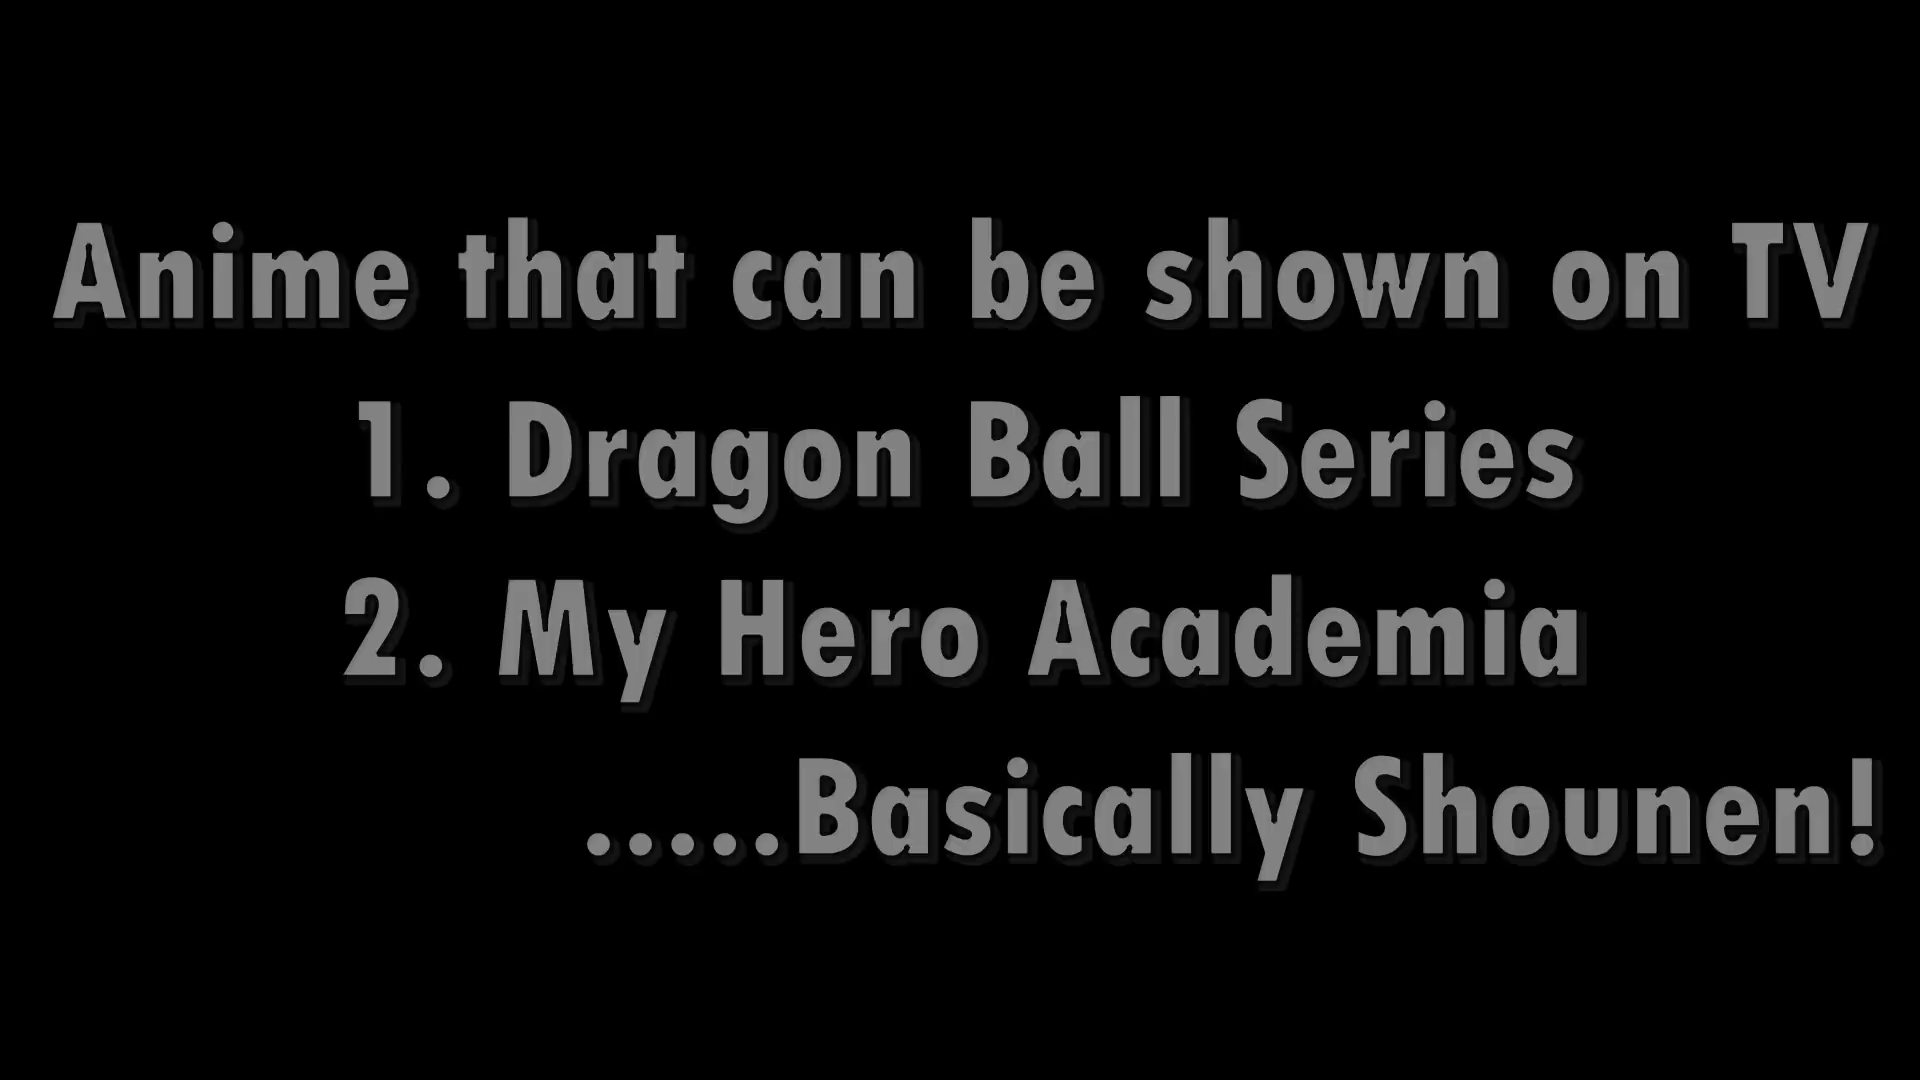 Anime that can be shown on TV
1. Dragon Ball Series
2. My Hero Academia
.....Basically Shounen!